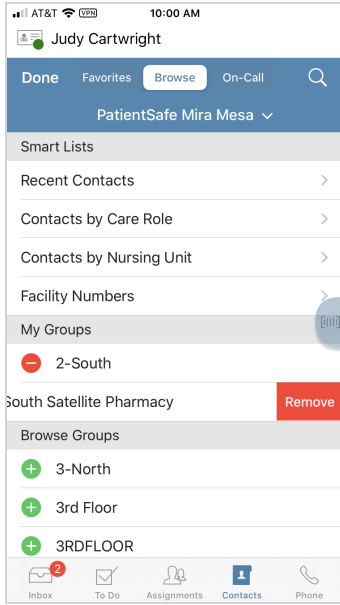 AT&T VPN 10:00 AM
Judy Cartwright
Done Favorites Browse On-Call
PatientSafe Mira Mesa
Smart Lists
Recent Contacts
Contacts by Care Role
Contacts by Nursing Unit
Facility Numbers
My Groups
2-South
South Satellite Pharmacy Remove
Browse Groups
3-North
3rd Floor
3RDFLOOR
2
Inbox To Do Assignments Contacts Phone